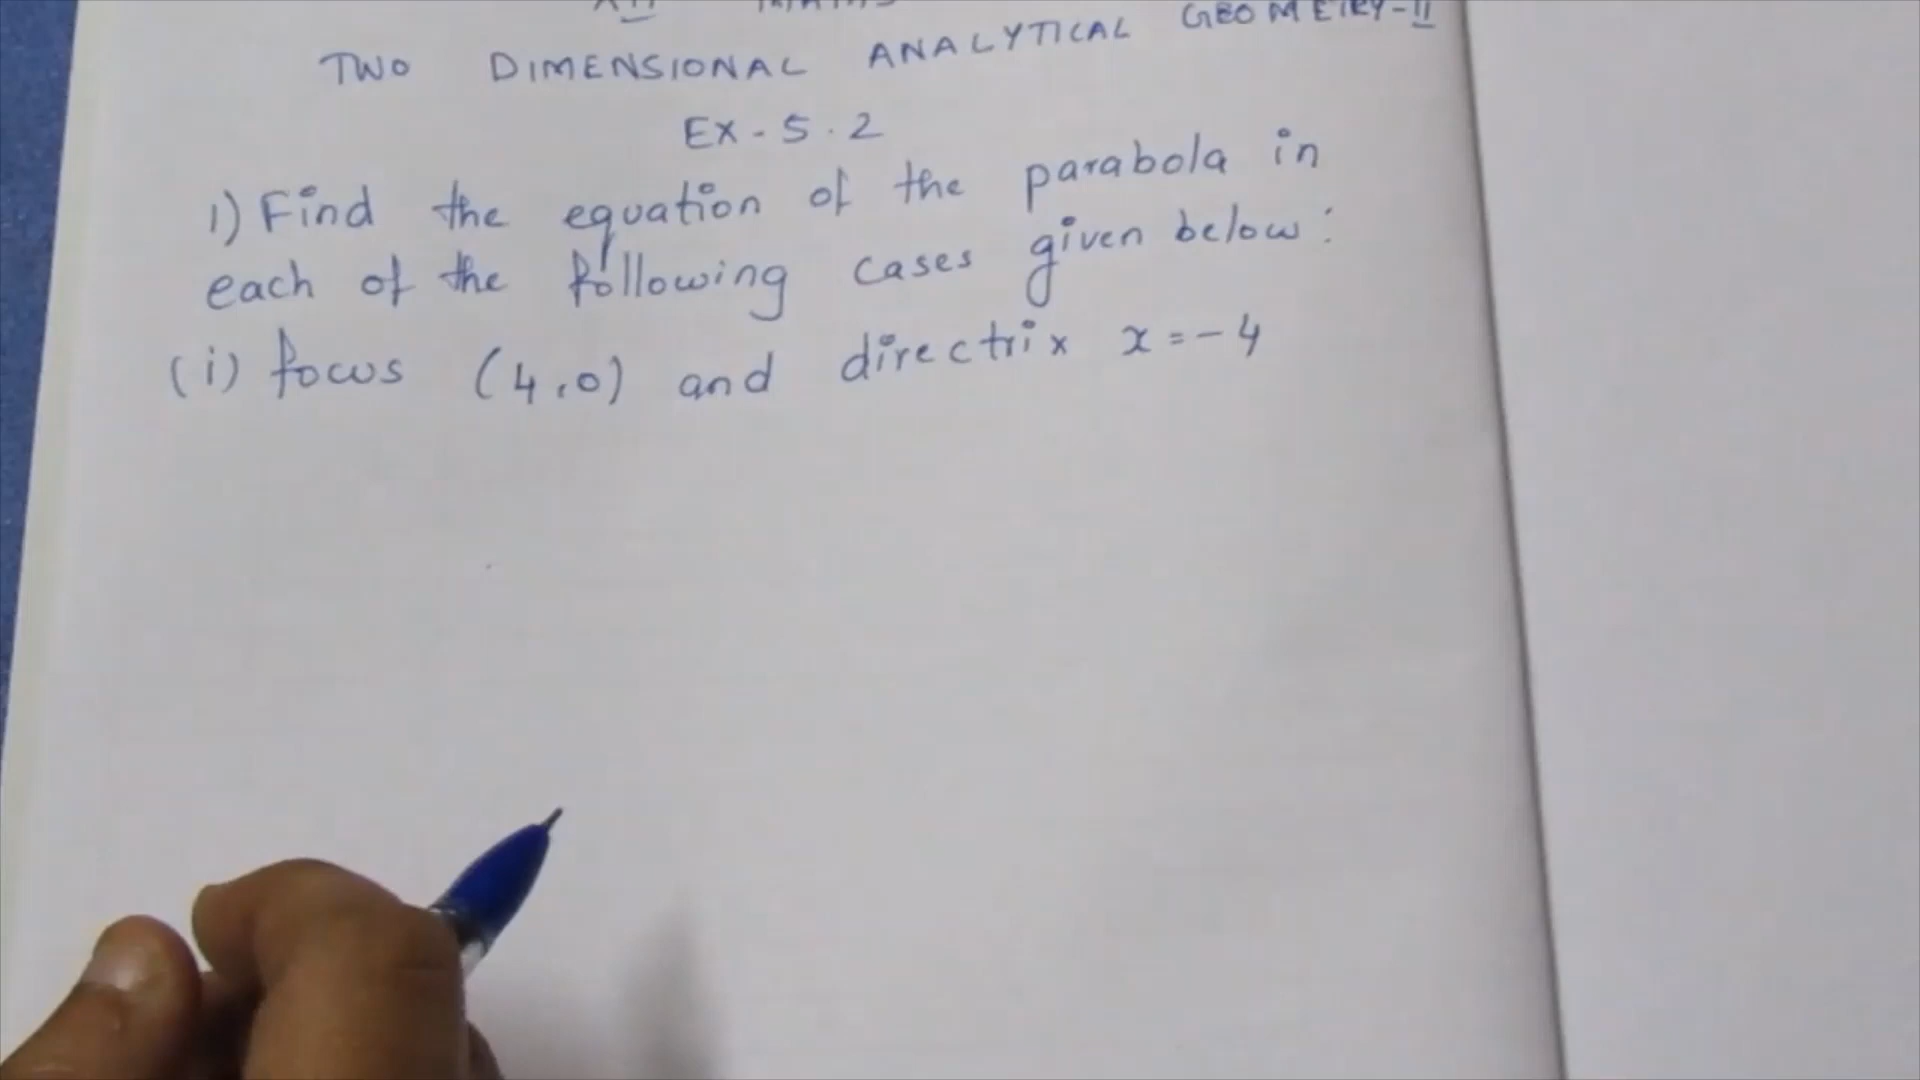 TWO DIMENSIONAL ANALYTICAL GEOMETRY-II
EX-5.2
1) Find the equation of the parabola in
each of the following cases given below:
(i) focus (4,0) and directrix x=-4